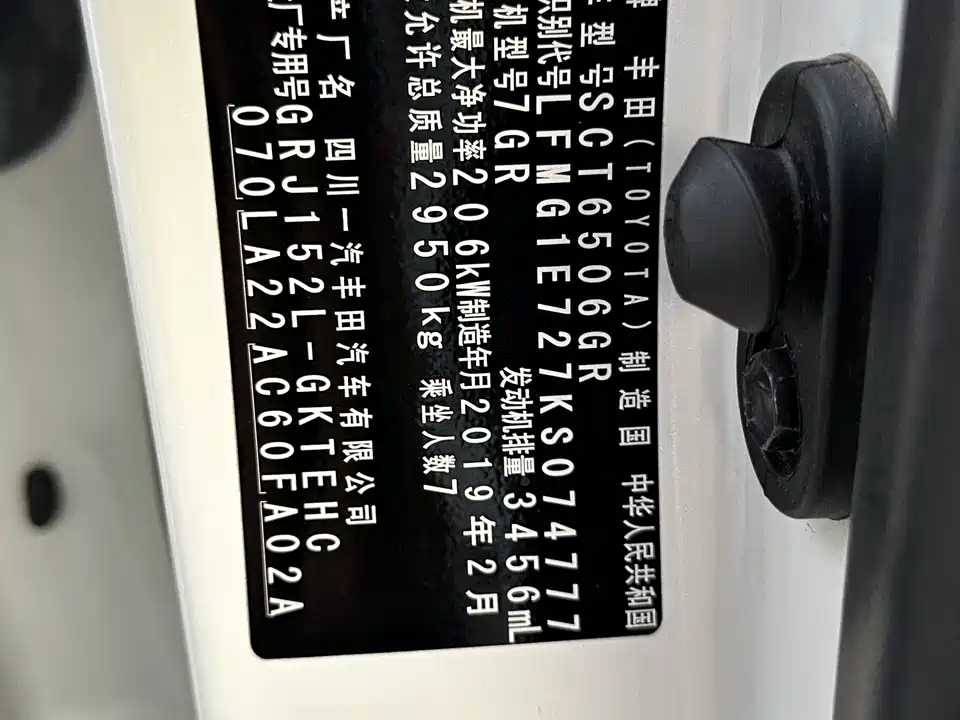 牌 丰田(TOYOTA)制造国 中华人民共和国
车型号SCT6506GR
识别代号LFMG1E727KS074777
机型号7GR 发动机排量 3456mL
机最大净功率206kW制造年月2019年2月
允许总质量2950kg 乘坐人数7
产厂名 四川一汽丰田汽车有限公司
厂专用号GRJ152L-GKTEHC
070LA22AC60FA02A